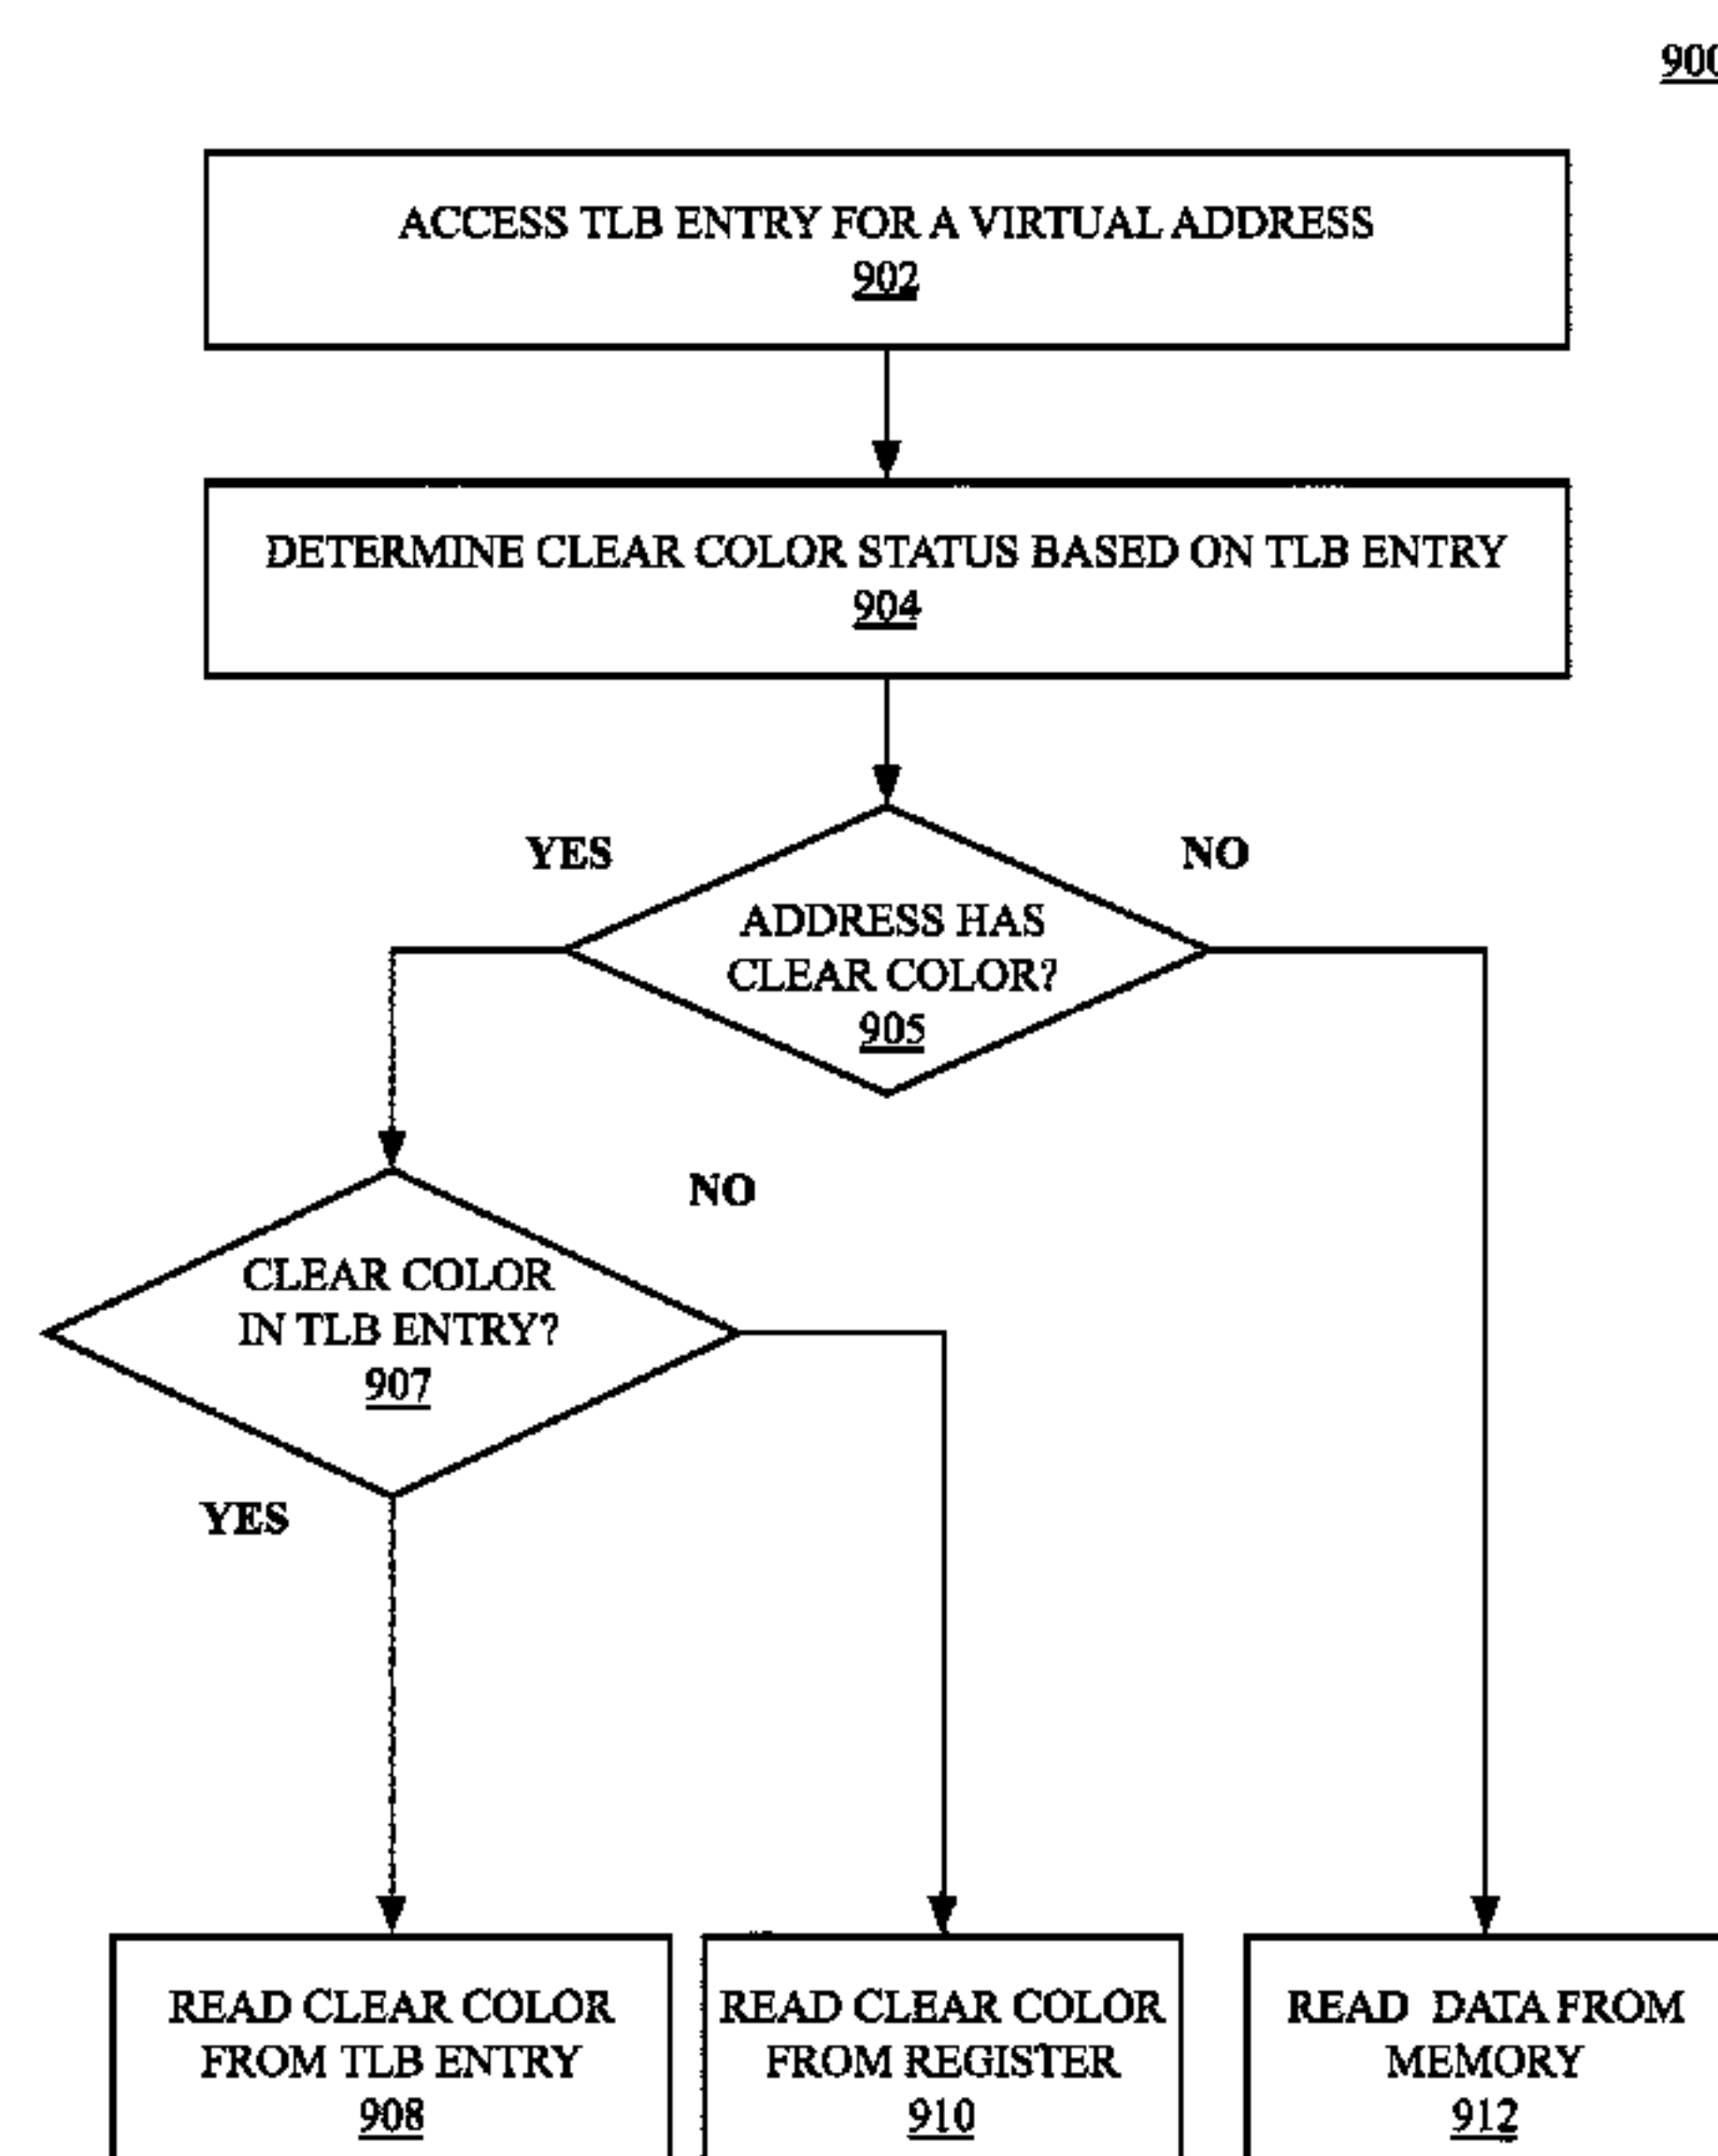 900
ACCESS TLB ENTRY FOR A VIRTUAL ADDRESS
902
DETERMINE CLEAR COLOR STATUS BASED ON TLB ENTRY
904
YES
NO
ADDRESS HAS
CLEAR COLOR?
905
NO
CLEAR COLOR
IN TLB ENTRY?
907
YES
READ CLEAR COLOR
FROM TLB ENTRY
908
READ CLEAR COLOR
FROM REGISTER
910
READ DATA FROM
MEMORY
912